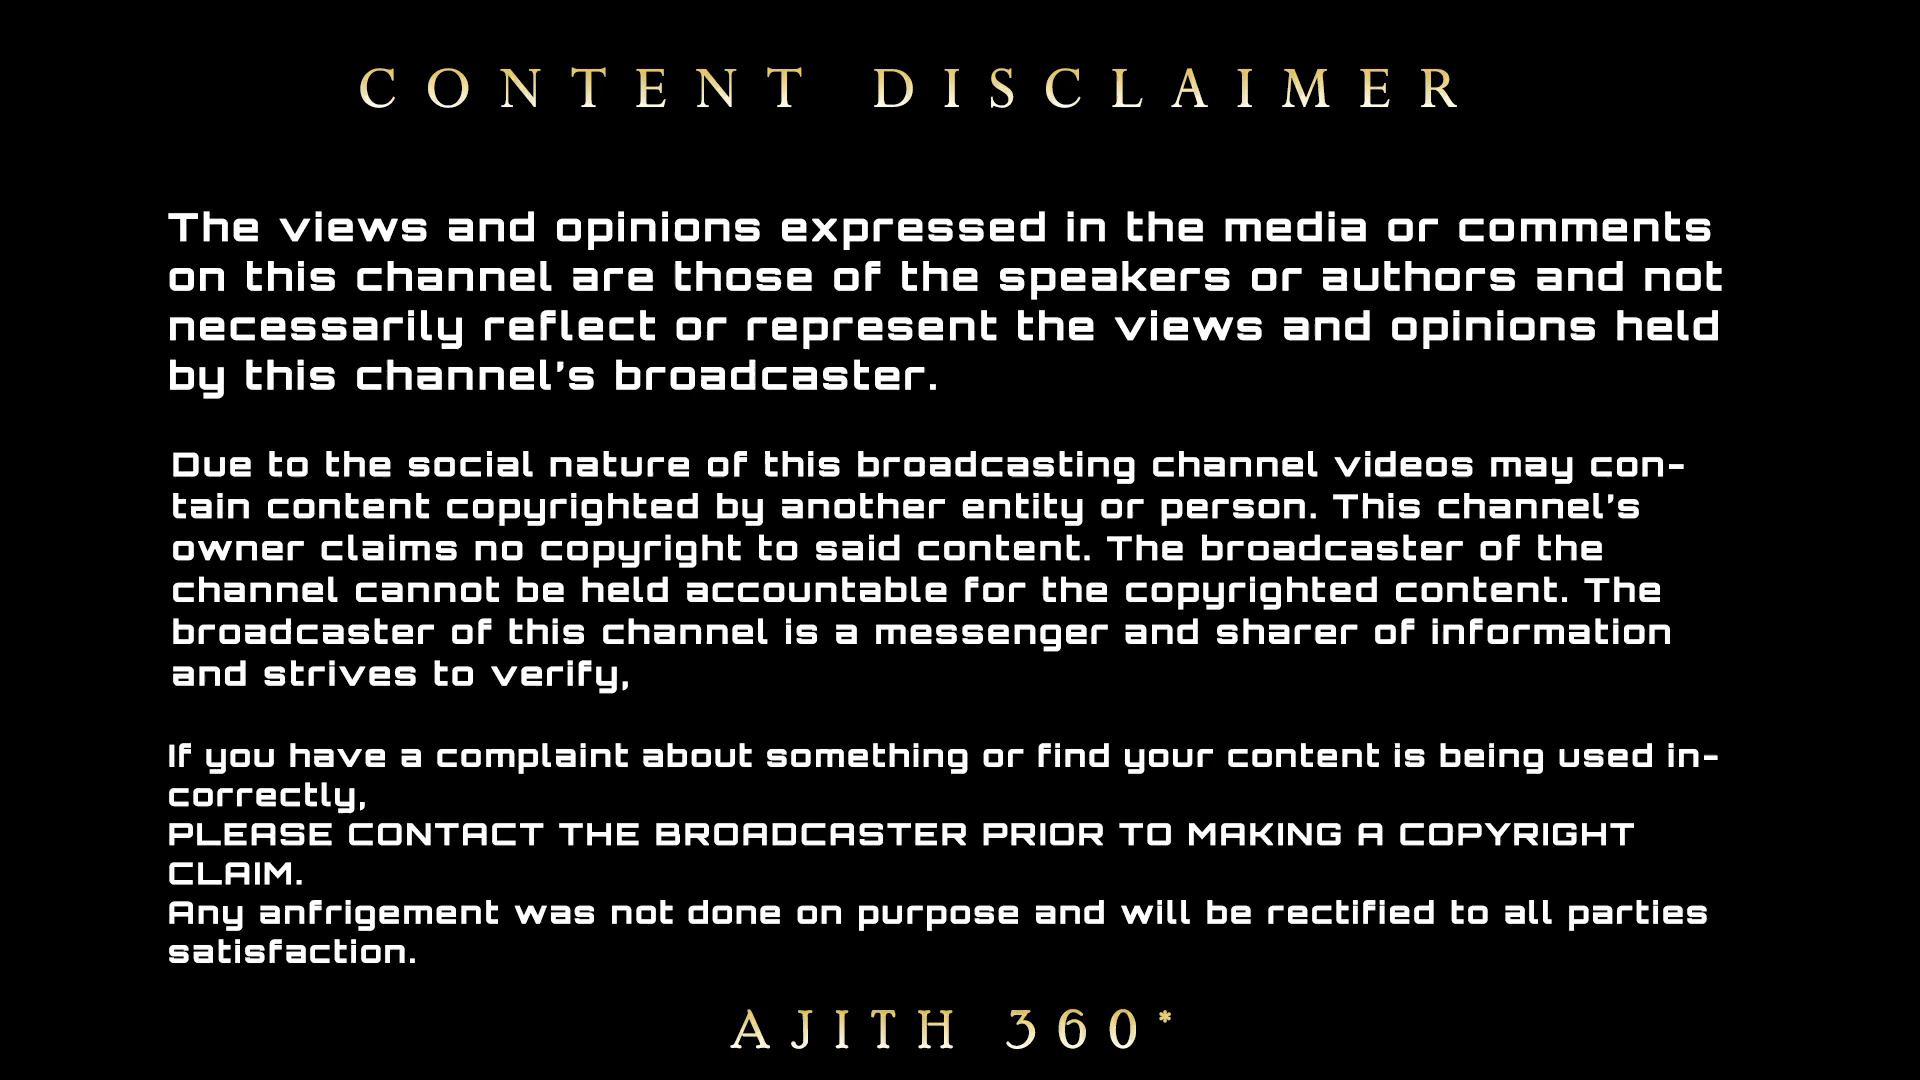 CONTENT DISCLAIMER
The views and opinions expressed in the media or comments
on this channel are those of the speakers or authors and not
necessarily reflect or represent the views and opinions held
by this channel's broadcaster.
Due to the social nature of this broadcasting channel videos may con-
tain content copyrighted by another entity or person. This channel's
owner claims no copyright to said content. The broadcaster of the
channel cannot be held accountable for the copyrighted content. The
broadcaster of this channel is a messenger and sharer of information
and strives to verify,
If you have a complaint about something or find your content is being used in-
correctly,
PLEASE CONTACT THE BROADCASTER PRIOR TO MAKING A COPYRIGHT
CLAIM.
Any anfrigement was not done on purpose and will be rectified to all parties
satisfaction.
AJITH 360*